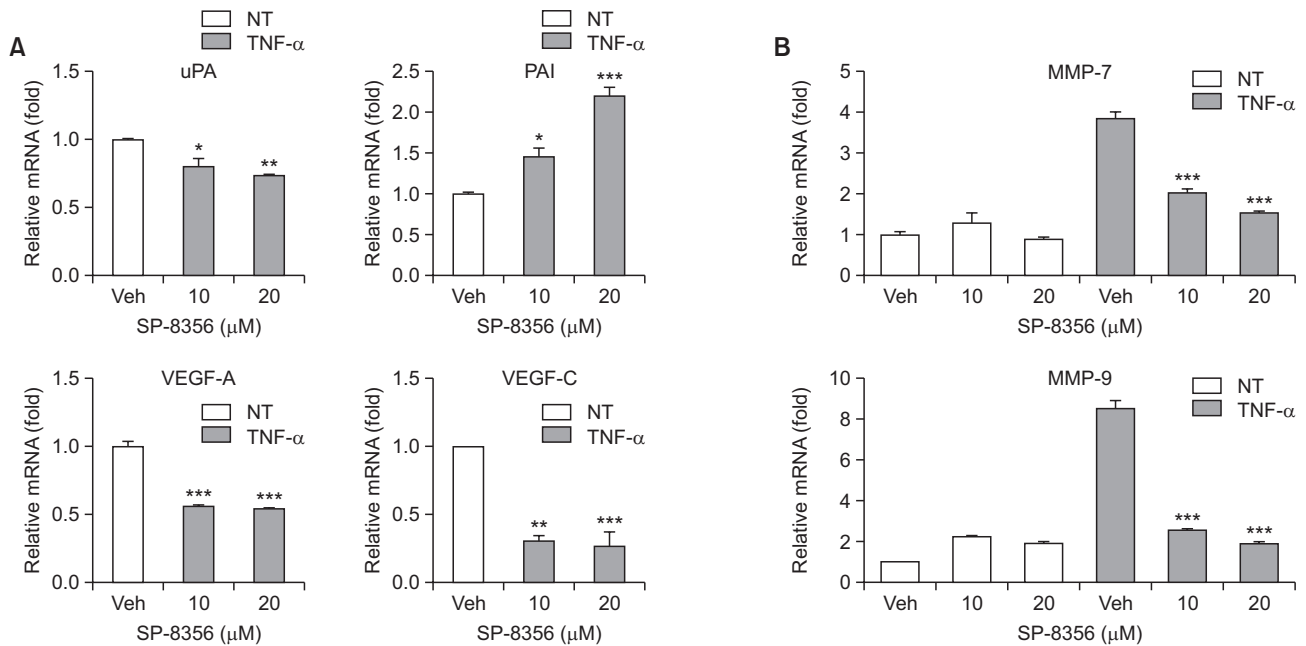 A
NT
TNF-α
uPA
Relative mRNA (fold)
1.5
1.0
0.5
0.0
*
**
Veh 10 20
SP-8356 (μM)
NT
TNF-α
PAI
Relative mRNA (fold)
2.5
2.0
1.5
1.0
0.5
0.0
*
***
Veh 10 20
SP-8356 (μM)
VEGF-A
NT
TNF-α
Relative mRNA (fold)
1.5
1.0
0.5
0.0
***
***
Veh 10 20
SP-8356 (μM)
VEGF-C
NT
TNF-α
Relative mRNA (fold)
1.5
1.0
0.5
0.0
**
***
Veh 10 20
SP-8356 (μM)
B
MMP-7
NT
TNF-α
Relative mRNA (fold)
5
4
3
2
1
0
***
***
Veh 10 20 Veh 10 20
SP-8356 (μM)
MMP-9
NT
TNF-α
Relative mRNA (fold)
10
8
6
4
2
0
***
***
Veh 10 20 Veh 10 20
SP-8356 (μM)